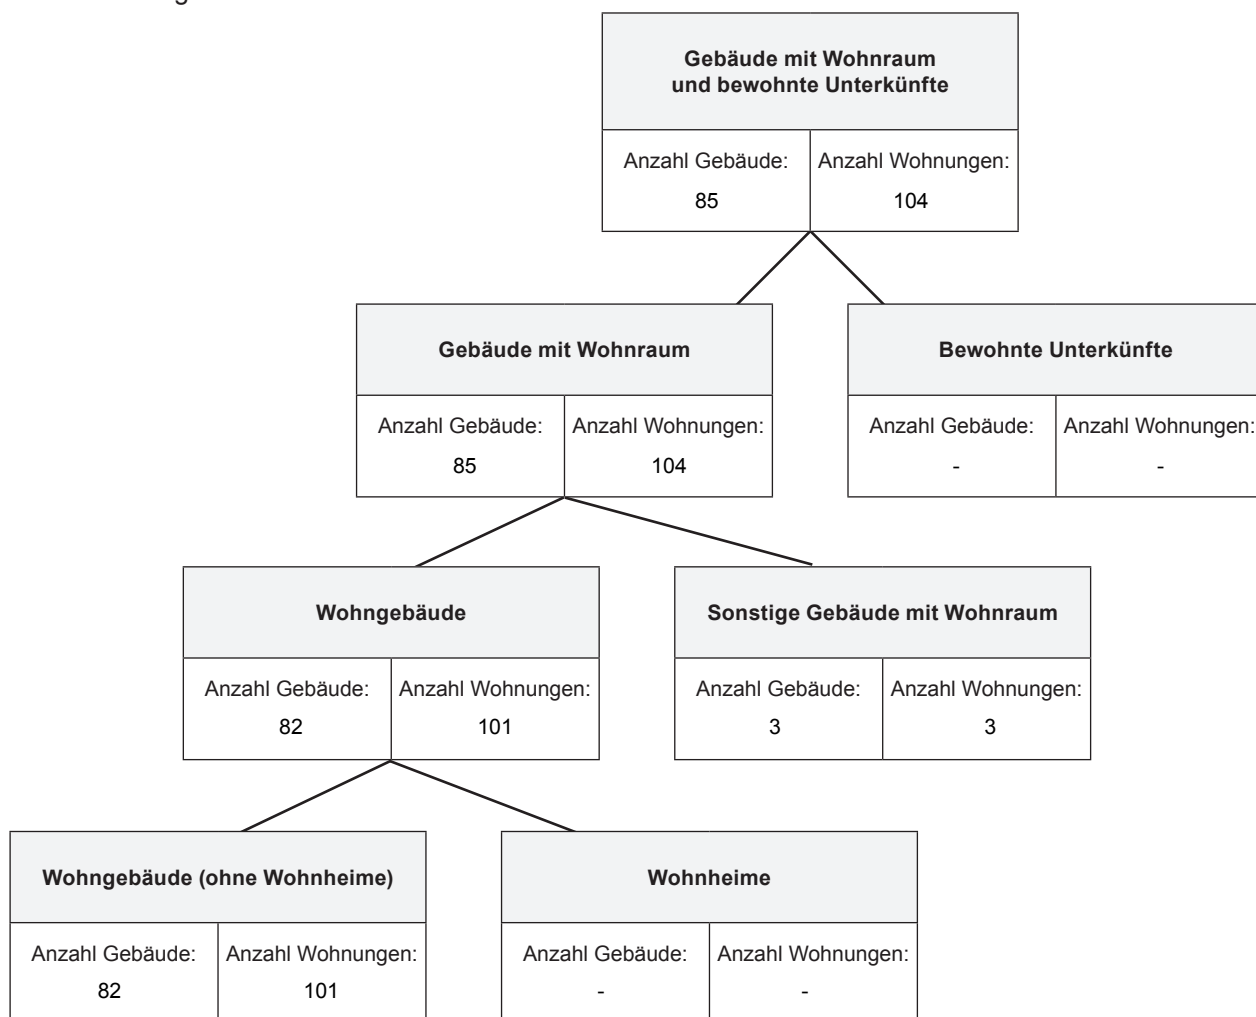 Gebäude mit Wohnraum
und bewohnte Unterkünfte
Anzahl Gebäude:
85
Anzahl Wohnungen:
104
Gebäude mit Wohnraum
Anzahl Gebäude:
85
Anzahl Wohnungen:
104
Bewohnte Unterkünfte
Anzahl Gebäude:
-
Anzahl Wohnungen:
-
Wohngebäude
Anzahl Gebäude:
82
Anzahl Wohnungen:
101
Sonstige Gebäude mit Wohnraum
Anzahl Gebäude:
3
Anzahl Wohnungen:
3
Wohngebäude (ohne Wohnheime)
Anzahl Gebäude:
82
Anzahl Wohnungen:
101
Wohnheime
Anzahl Gebäude:
-
Anzahl Wohnungen:
-